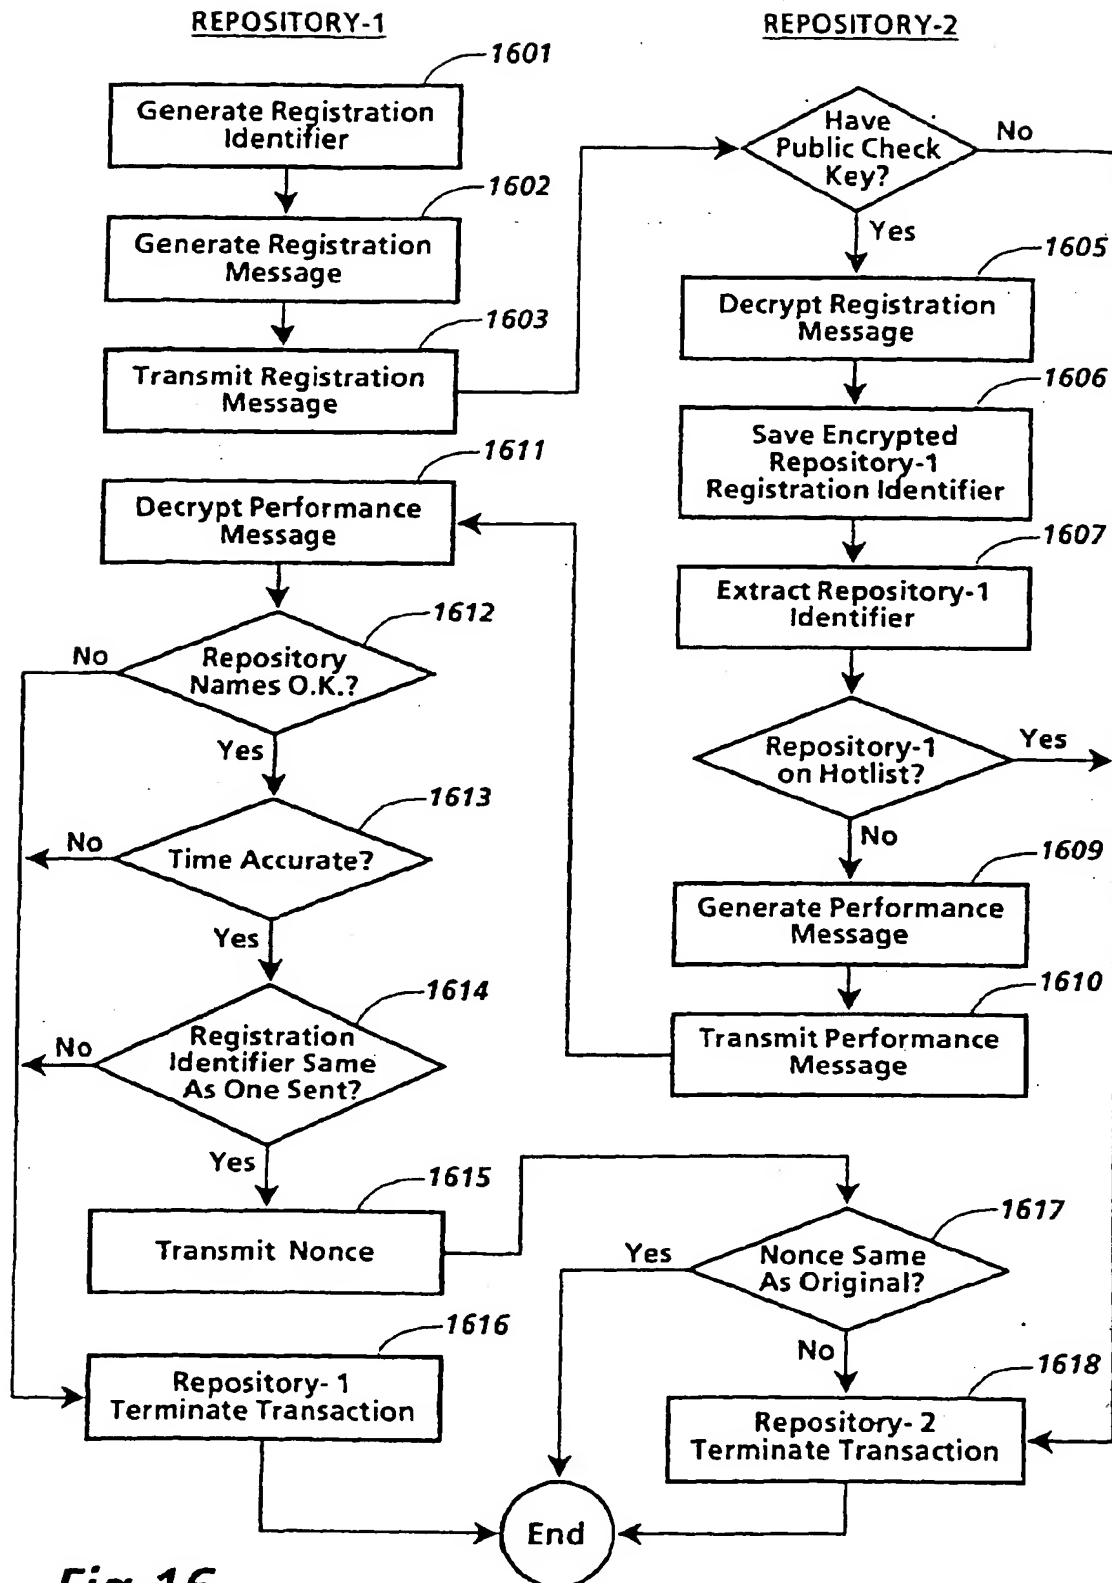 REPOSITORY-1
1601
Generate Registration
Identifier
1602
Generate Registration
Message
1603
Transmit Registration
Message
1611
Decrypt Performance
Message
1612
Repository
Names O.K.?
No
Yes
1613
Time Accurate?
No
Yes
1614
Registration
Identifier Same
As One Sent?
No
Yes
1615
Transmit Nonce
1616
Repository- 1
Terminate Transaction
REPOSITORY-2
Have
Public Check
Key?
No
Yes
1605
Decrypt Registration
Message
1606
Save Encrypted
Repository-1
Registration Identifier
1607
Extract Repository-1
Identifier
Repository-1
on Hotlist?
Yes
No
1609
Generate Performance
Message
1610
Transmit Performance
Message
1617
Nonce Same
As Original?
Yes
No
1618
Repository- 2
Terminate Transaction
End
Fig. 16